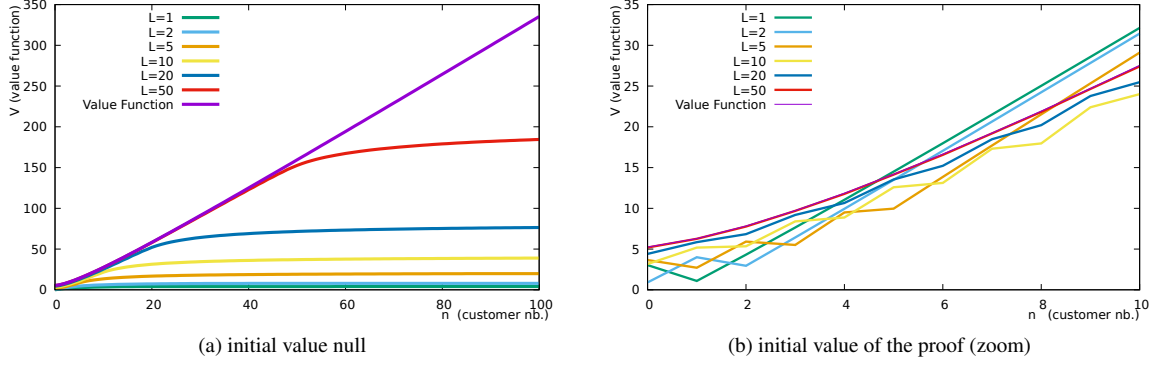 350
300
250
200
150
100
50
0
V (value function)
L=1
L=2
L=5
L=10
L=20
L=50
Value Function
0 20 40 60 80 100
n (customer nb.)
(a) initial value null
35
30
25
20
15
10
5
0
V (value function)
L=1
L=2
L=5
L=10
L=20
L=50
Value Function
0 2 4 6 8 10
n (customer nb.)
(b) initial value of the proof (zoom)